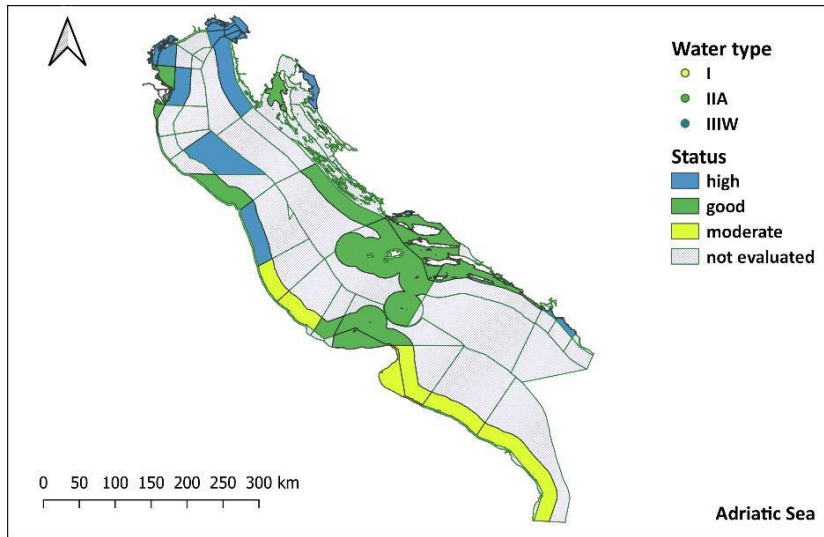 Water type
I
IIA
IIIW
Status
high
good
moderate
not evaluated
0 50 100 150 200 250 300 km
Adriatic Sea